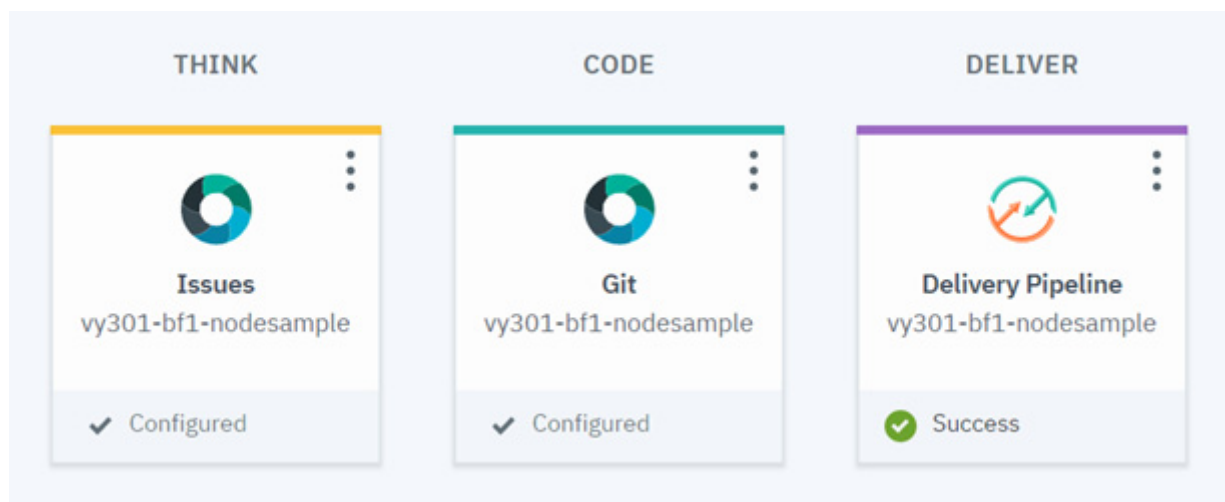 THINK
CODE
DELIVER
Issues
vy301-bf1-nodesample
Configured
Git
vy301-bf1-nodesample
Configured
Delivery Pipeline
vy301-bf1-nodesample
Success